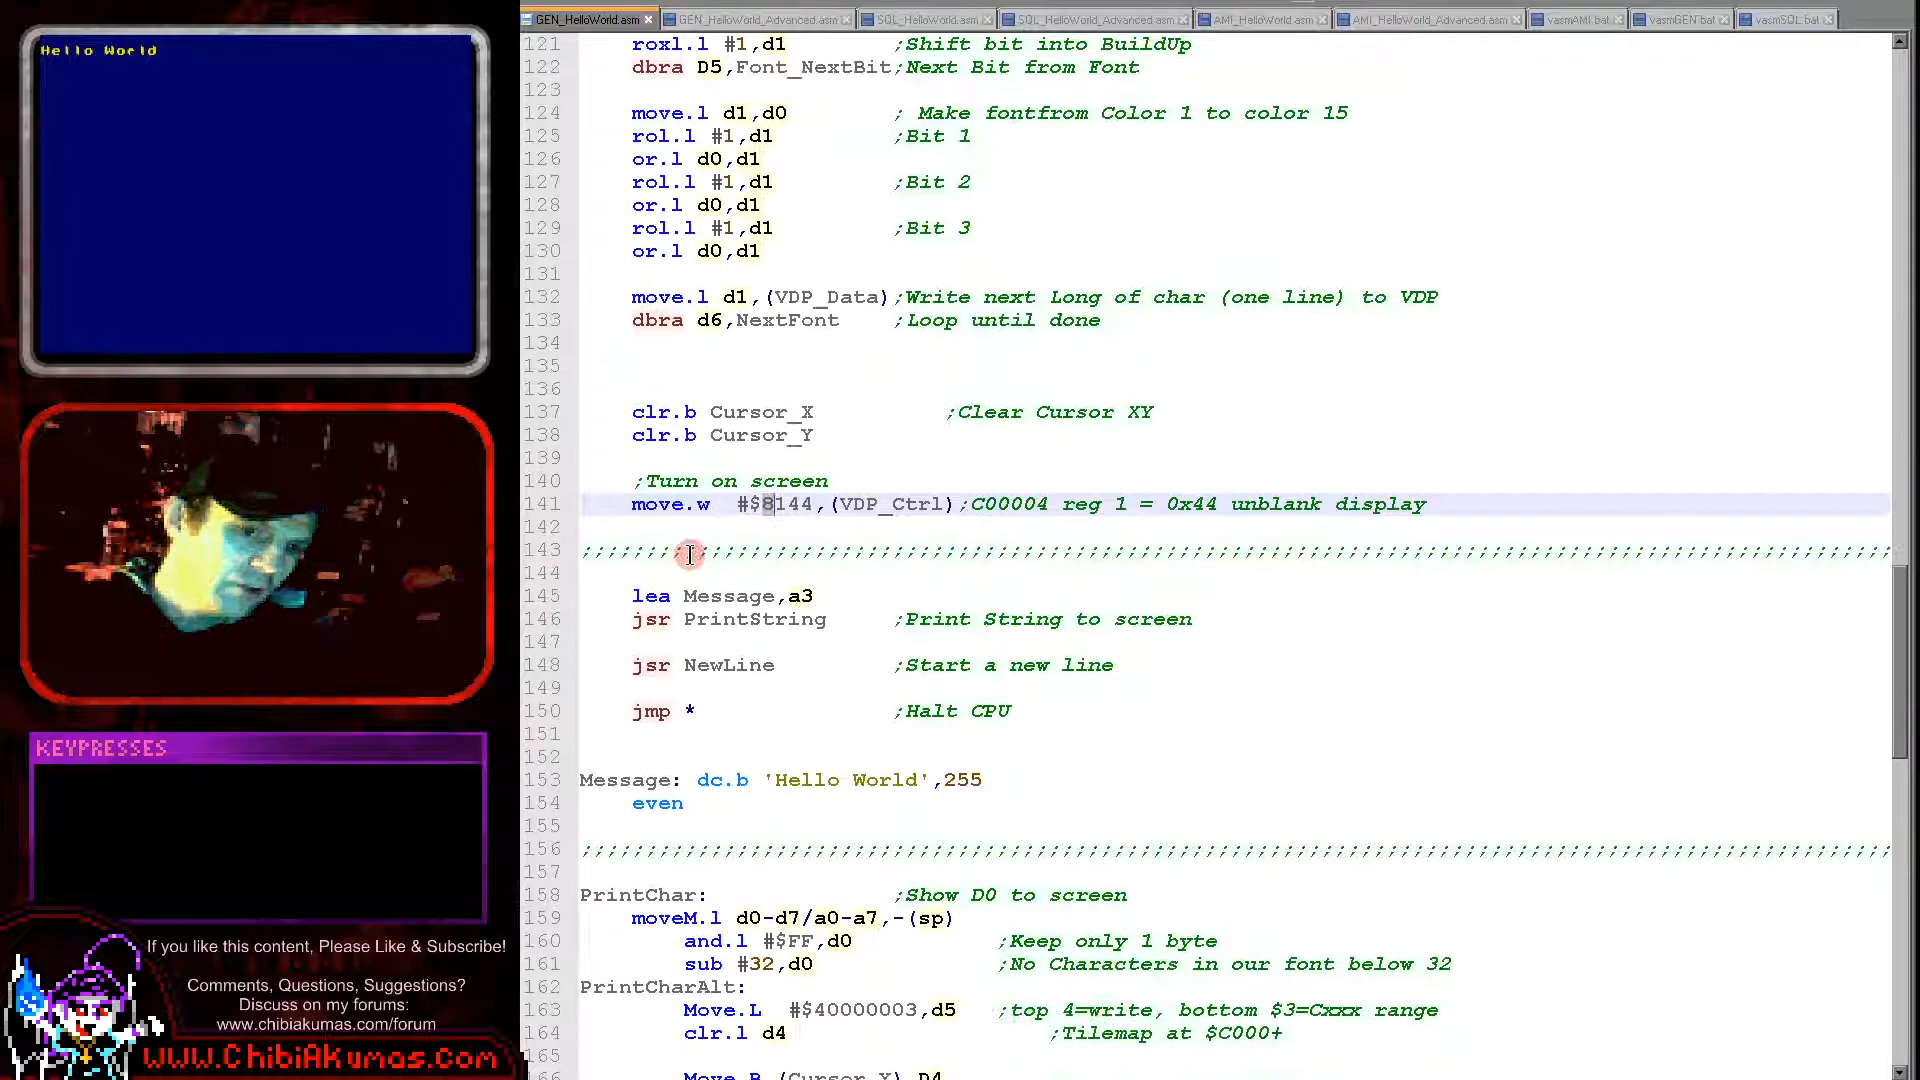 Hello World
KEYPRESSES
If you like this content, Please Like & Subscribe!
Comments, Questions, Suggestions?
Discuss on my forums:
www.chibiakumas.com/forum
www.ChibiAkumas.com
GEN_HelloWorld.asm GEN_HelloWorld_Advanced.asm SQL_HelloWorld.asm SQL_HelloWorld_Advanced.asm AMI_HelloWorld.asm AMI_HelloWorld_Advanced.asm vasmAMI.bat vasmGEN.bat vasmSQL.bat
121 roxl.l #1,d1 ;Shift bit into BuildUp
122 dbra D5,Font_NextBit;Next Bit from Font
123
124 move.l d1,d0 ; Make fontfrom Color 1 to color 15
125 rol.l #1,d1 ;Bit 1
126 or.l d0,d1
127 rol.l #1,d1 ;Bit 2
128 or.l d0,d1
129 rol.l #1,d1 ;Bit 3
130 or.l d0,d1
131
132 move.l d1,(VDP_Data);Write next Long of char (one line) to VDP
133 dbra d6,NextFont ;Loop until done
134
135
136
137 clr.b Cursor_X ;Clear Cursor XY
138 clr.b Cursor_Y
139
140 ;Turn on screen
141 move.w #$8144,(VDP_Ctrl);C00004 reg 1 = 0x44 unblank display
142
143 ;;;;;;;;;;;;;;;;;;;;;;;;;;;;;;;;;;;;;;;;;;;;;;;;;;;;;;;;;;;;;;;;;;;;;;;;;;;;;;;;;;;;;;;;;;;;;;;;;;;;
144
145 lea Message,a3
146 jsr PrintString ;Print String to screen
147
148 jsr NewLine ;Start a new line
149
150 jmp * ;Halt CPU
151
152
153 Message: dc.b 'Hello World',255
154 even
155
156 ;;;;;;;;;;;;;;;;;;;;;;;;;;;;;;;;;;;;;;;;;;;;;;;;;;;;;;;;;;;;;;;;;;;;;;;;;;;;;;;;;;;;;;;;;;;;;;;;;;;;
157
158 PrintChar: ;Show D0 to screen
159 moveM.l d0-d7/a0-a7,-(sp)
160 and.l #$FF,d0 ;Keep only 1 byte
161 sub #32,d0 ;No Characters in our font below 32
162 PrintCharAlt:
163 Move.L #$40000003,d5 ;top 4=write, bottom $3=Cxxx range
164 clr.l d4 ;Tilemap at $C000+
165
166 Move.B (Cursor_X),D4